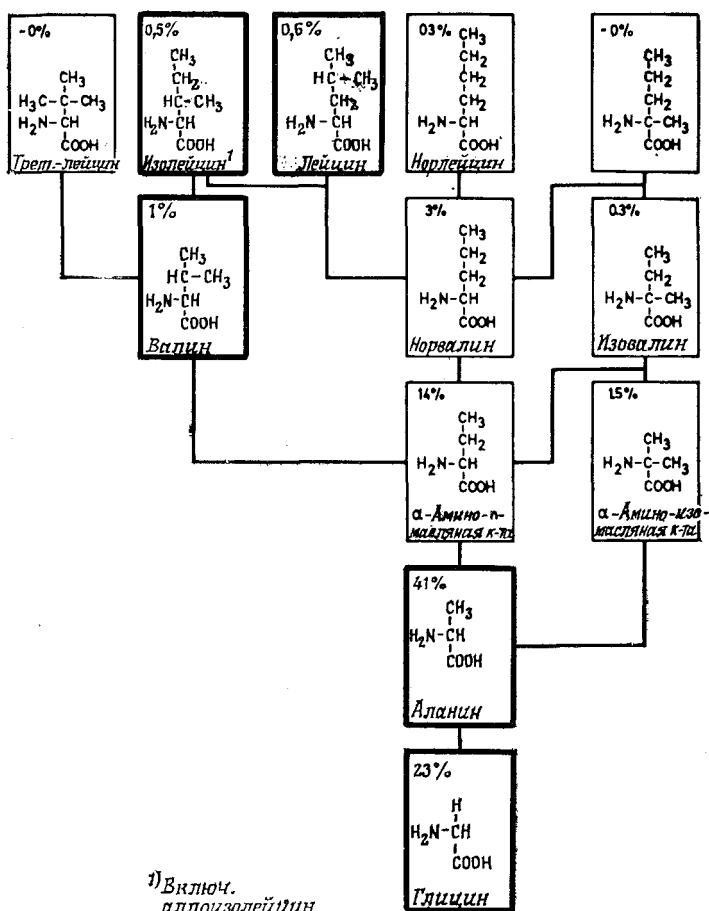 ~0%
CH3
H3C-C-CH3
H2N-CH
COOH
Трет.-лейцин
0,5%
CH3
CH2
HC-CH3
H2N-CH
COOH
Изолейцин1
0,6%
CH3
HC-CH3
CH2
H2N-CH
COOH
Лейцин
03%
CH3
CH2
CH2
CH2
H2N-CH
COOH
Норлейцин
~0%
CH3
CH2
CH2
H2N-C-CH3
COOH
1%
CH3
HC-CH3
H2N-CH
COOH
Валин
3%
CH3
CH2
CH2
H2N-CH
COOH
Норвалин
0.3%
CH3
CH2
H2N-C-CH3
COOH
Изовалин
14%
CH3
CH2
H2N-CH
COOH
α-Амино-n-
масляная к-та
1.5%
CH3
H2N-C-CH3
COOH
α-Амино-изо-
масляная к-та
41%
CH3
H2N-CH
COOH
Аланин
23%
H
H2N-CH
COOH
Глицин
1) Включ.
аллоизолейцин